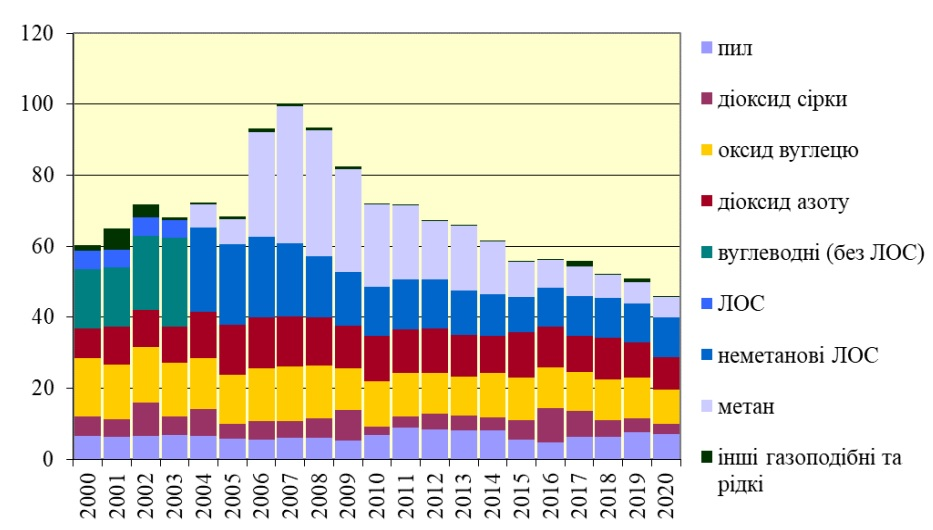 120
100
80
60
40
20
0
2000 2001 2002 2003 2004 2005 2006 2007 2008 2009 2010 2011 2012 2013 2014 2015 2016 2017 2018 2019 2020
пил
діоксид сірки
оксид вуглецю
діоксид азоту
вуглеводні (без ЛОС)
ЛОС
неметанові ЛОС
метан
інші газоподібні та
рідкі